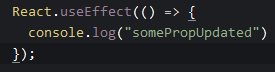 React.useEffect(() => {
  console.log("somePropUpdated")
});